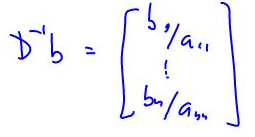 D⁻¹b = [ b₁/a₁₁
⋮
bₙ/aₙₙ ]